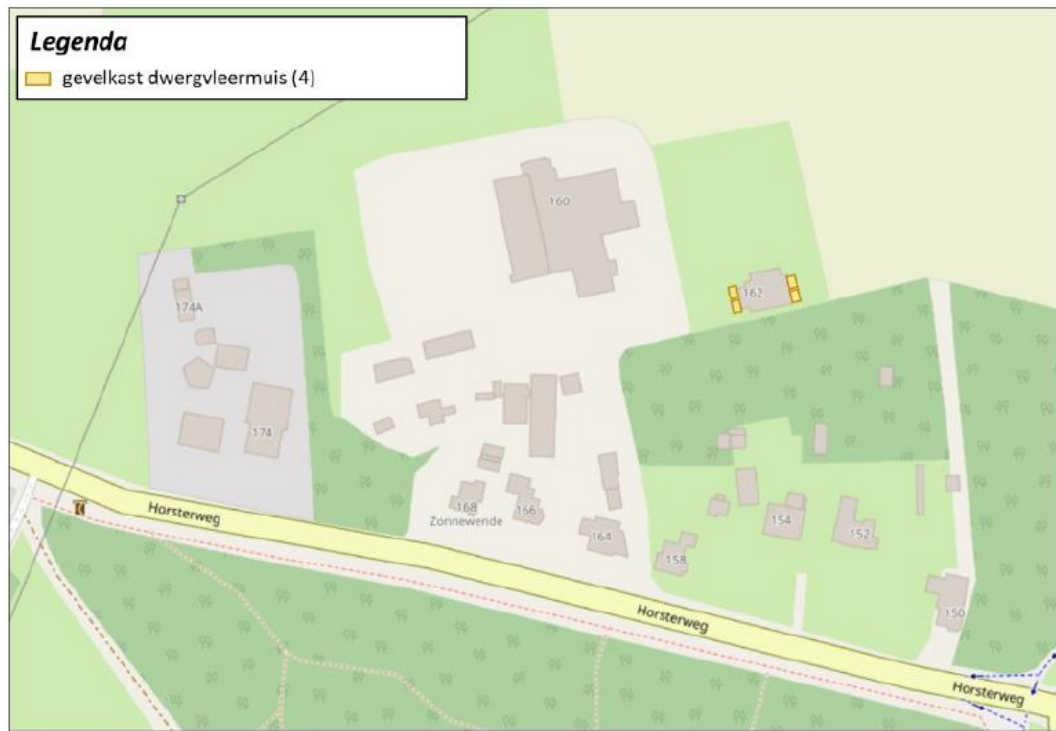 Legenda
gevelkast dwergvleermuis (4)
160
162
174A
174
168
Zonnewende
166
164
158
154
152
150
Horsterweg
Horsterweg
Horsterweg